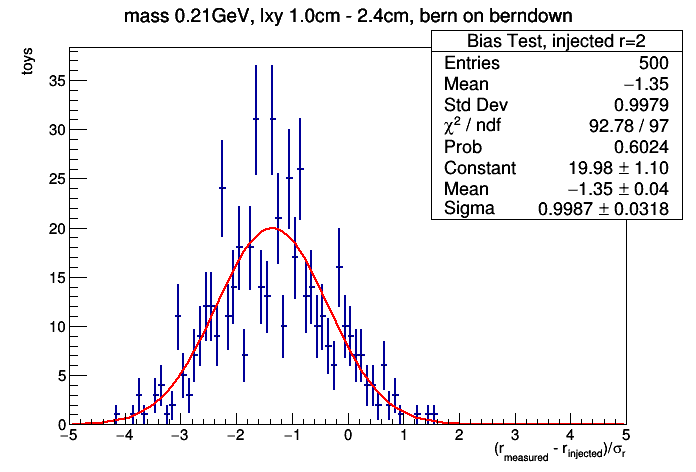 mass 0.21GeV, lxy 1.0cm - 2.4cm, bern on berndown
Bias Test, injected r=2
Entries 500
Mean −1.35
Std Dev 0.9979
χ² / ndf 92.78 / 97
Prob 0.6024
Constant 19.98 ± 1.10
Mean −1.35 ± 0.04
Sigma 0.9987 ± 0.0318
toys
35
30
25
20
15
10
5
0
−5 −4 −3 −2 −1 0 1 2 3 4 5
(r_measured - r_injected)/σ_r